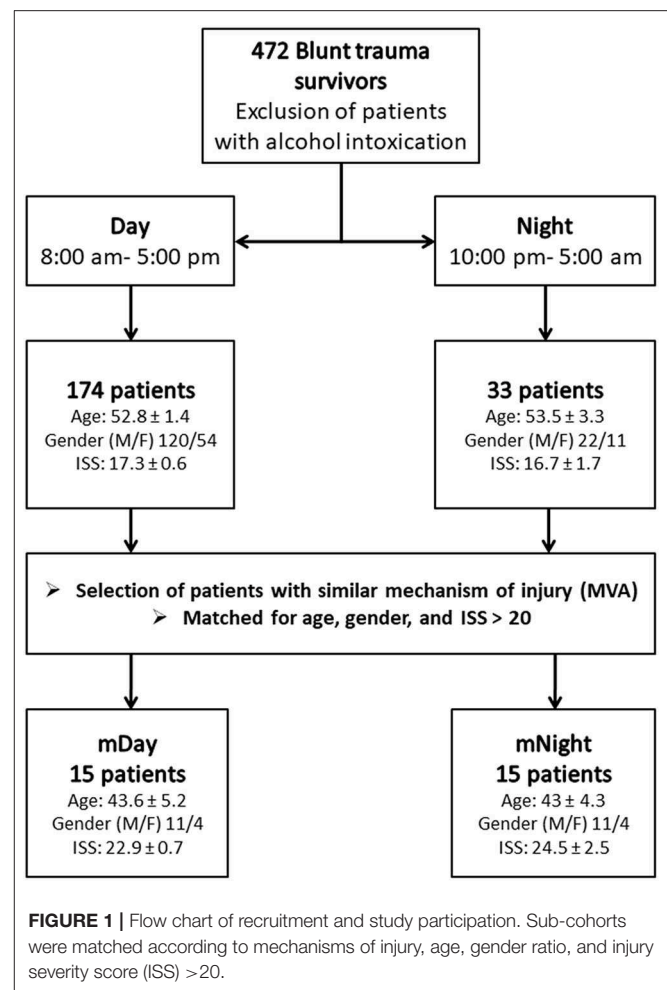 472 Blunt trauma
survivors
Exclusion of patients
with alcohol intoxication
Day
8:00 am- 5:00 pm
Night
10:00 pm- 5:00 am
174 patients
Age: 52.8 ± 1.4
Gender (M/F) 120/54
ISS: 17.3 ± 0.6
33 patients
Age: 53.5 ± 3.3
Gender (M/F) 22/11
ISS: 16.7 ± 1.7
➢ Selection of patients with similar mechanism of injury (MVA)
➢ Matched for age, gender, and ISS > 20
mDay
15 patients
Age: 43.6 ± 5.2
Gender (M/F) 11/4
ISS: 22.9 ± 0.7
mNight
15 patients
Age: 43 ± 4.3
Gender (M/F) 11/4
ISS: 24.5 ± 2.5
FIGURE 1 | Flow chart of recruitment and study participation. Sub-cohorts
were matched according to mechanisms of injury, age, gender ratio, and injury
severity score (ISS) >20.